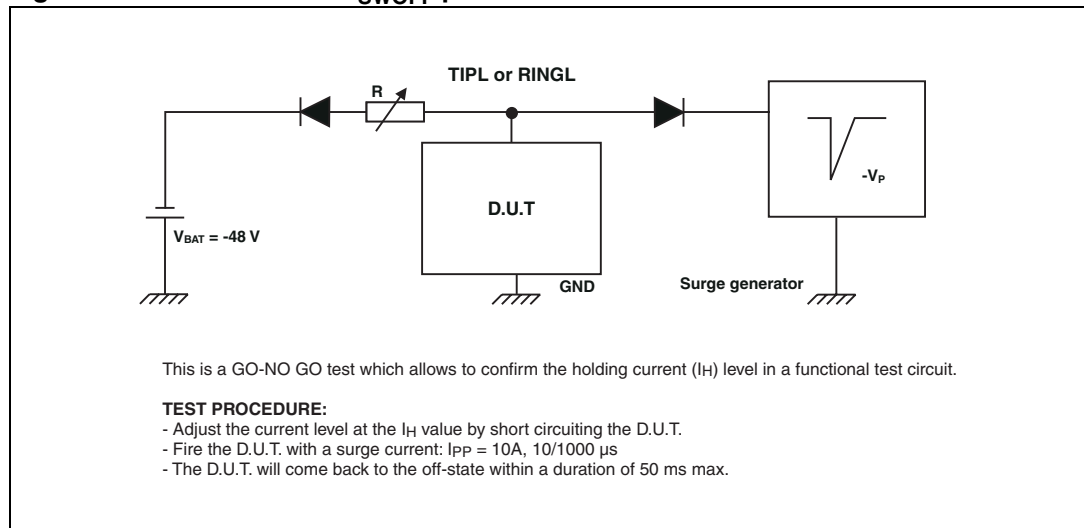 TIPL or RINGL
R
-VP
D.U.T
VBAT = -48 V
GND
Surge generator
This is a GO-NO GO test which allows to confirm the holding current (IH) level in a functional test circuit.
TEST PROCEDURE:
- Adjust the current level at the IH value by short circuiting the D.U.T.
- Fire the D.U.T. with a surge current: IPP = 10A, 10/1000 µs
- The D.U.T. will come back to the off-state within a duration of 50 ms max.